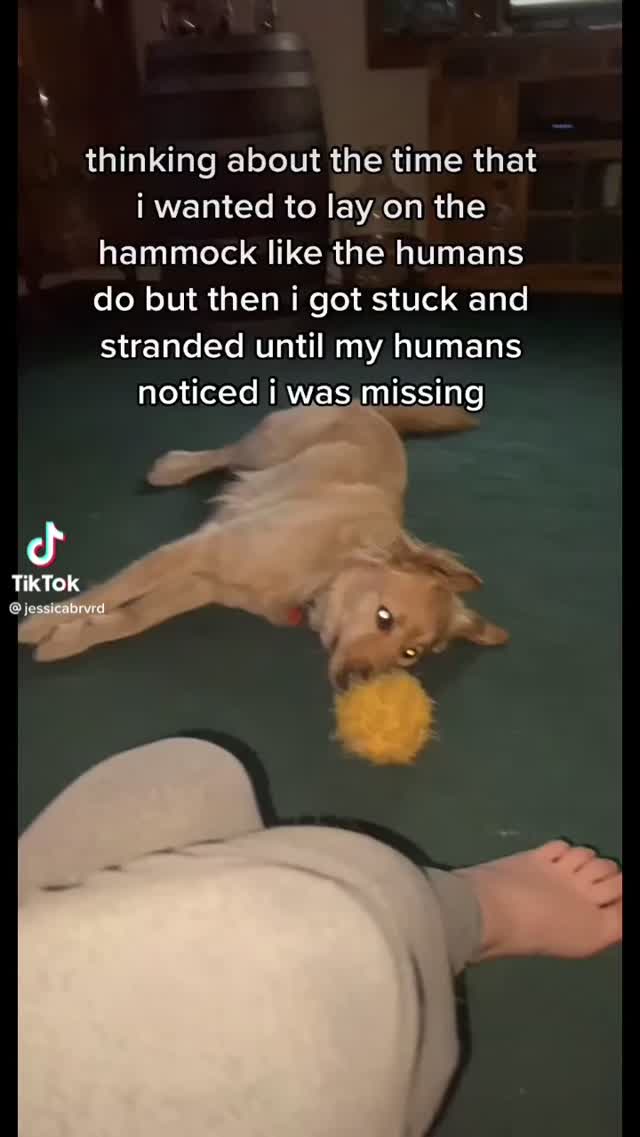 thinking about the time that
i wanted to lay on the
hammock like the humans
do but then i got stuck and
stranded until my humans
noticed i was missing
TikTok
@jessicabrvrd